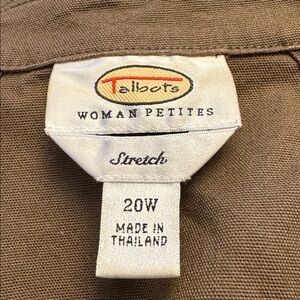 Talbots
WOMAN PETITES
Stretch
20W
MADE IN
THAILAND